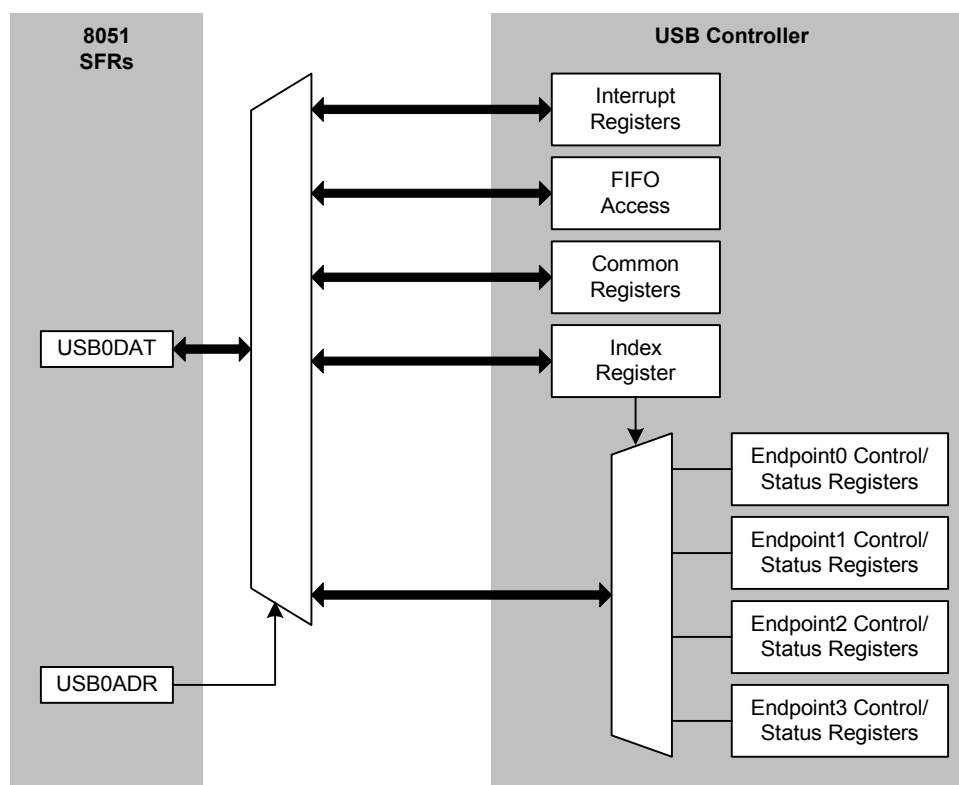 8051
SFRs
USB Controller
Interrupt
Registers
FIFO
Access
Common
Registers
USB0DAT
Index
Register
Endpoint0 Control/
Status Registers
Endpoint1 Control/
Status Registers
Endpoint2 Control/
Status Registers
USB0ADR
Endpoint3 Control/
Status Registers